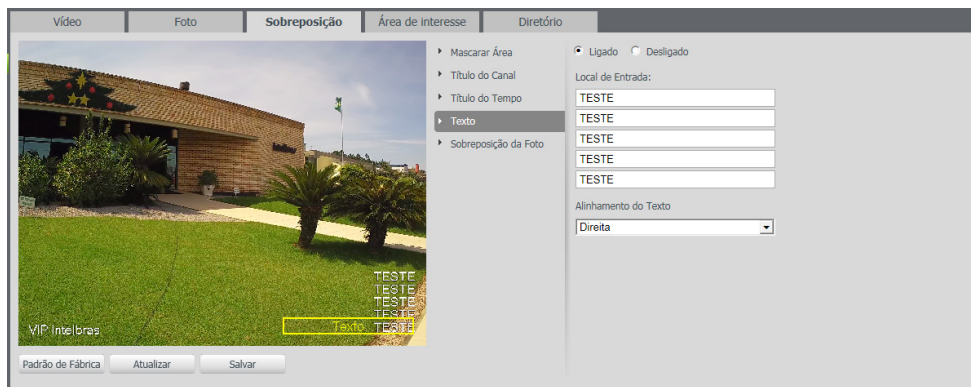 Vídeo
Foto
Sobreposição
Área de interesse
Diretório
Mascarar Área
Título do Canal
Título do Tempo
Texto
Sobreposição da Foto
Ligado
Desligado
Local de Entrada:
TESTE
TESTE
TESTE
TESTE
TESTE
Alinhamento do Texto
Direita
intelbras
TESTE
TESTE
TESTE
TESTE
VIP Intelbras
Texto TESTE
Padrão de Fábrica
Atualizar
Salvar